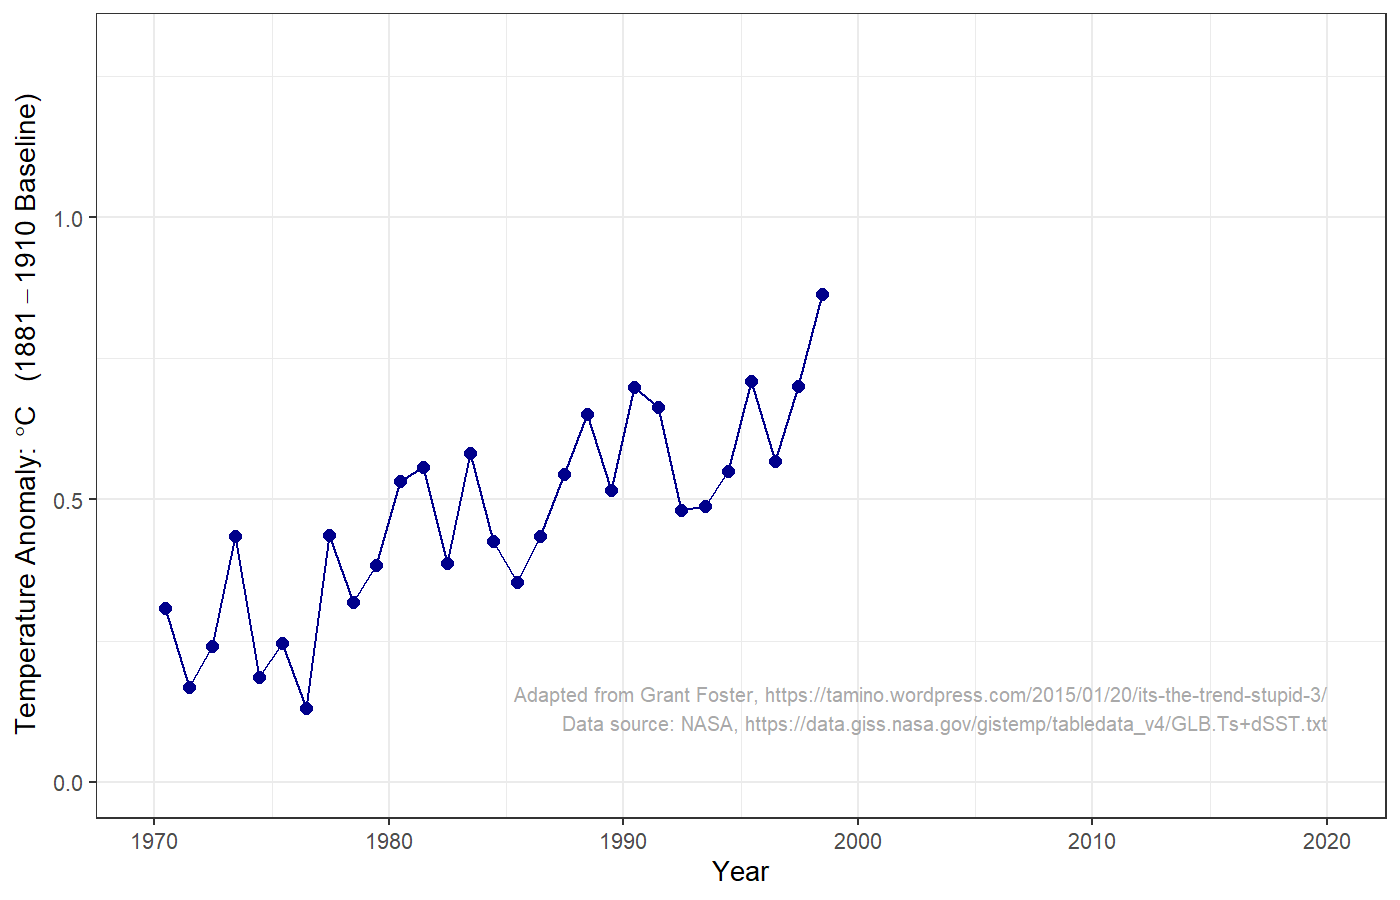 Temperature Anomaly: °C (1881 – 1910 Baseline)
1.0
0.5
0.0
Adapted from Grant Foster, https://tamino.wordpress.com/2015/01/20/its-the-trend-stupid-3/
Data source: NASA, https://data.giss.nasa.gov/gistemp/tabledata_v4/GLB.Ts+dSST.txt
1970 1980 1990 2000 2010 2020
Year